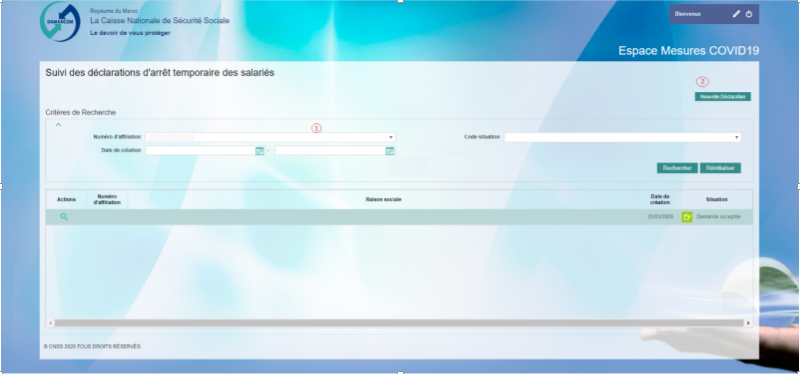 DAMANCOM
Royaume du Maroc
La Caisse Nationale de Sécurité Sociale
Le devoir de vous protéger
Bienvenue
Espace Mesures COVID19
Suivi des déclarations d'arrêt temporaire des salariés
2
Nouvelle Déclaration
Critères de Recherche
1
Numéro d'affiliation
Code situation
Date de création
-
Rechercher
Réinitialiser
Actions
Numéro
d'affiliation
Raison sociale
Date de
création
Situation
25/03/2020
Demande acceptée
© CNSS 2020 TOUS DROITS RÉSERVÉS